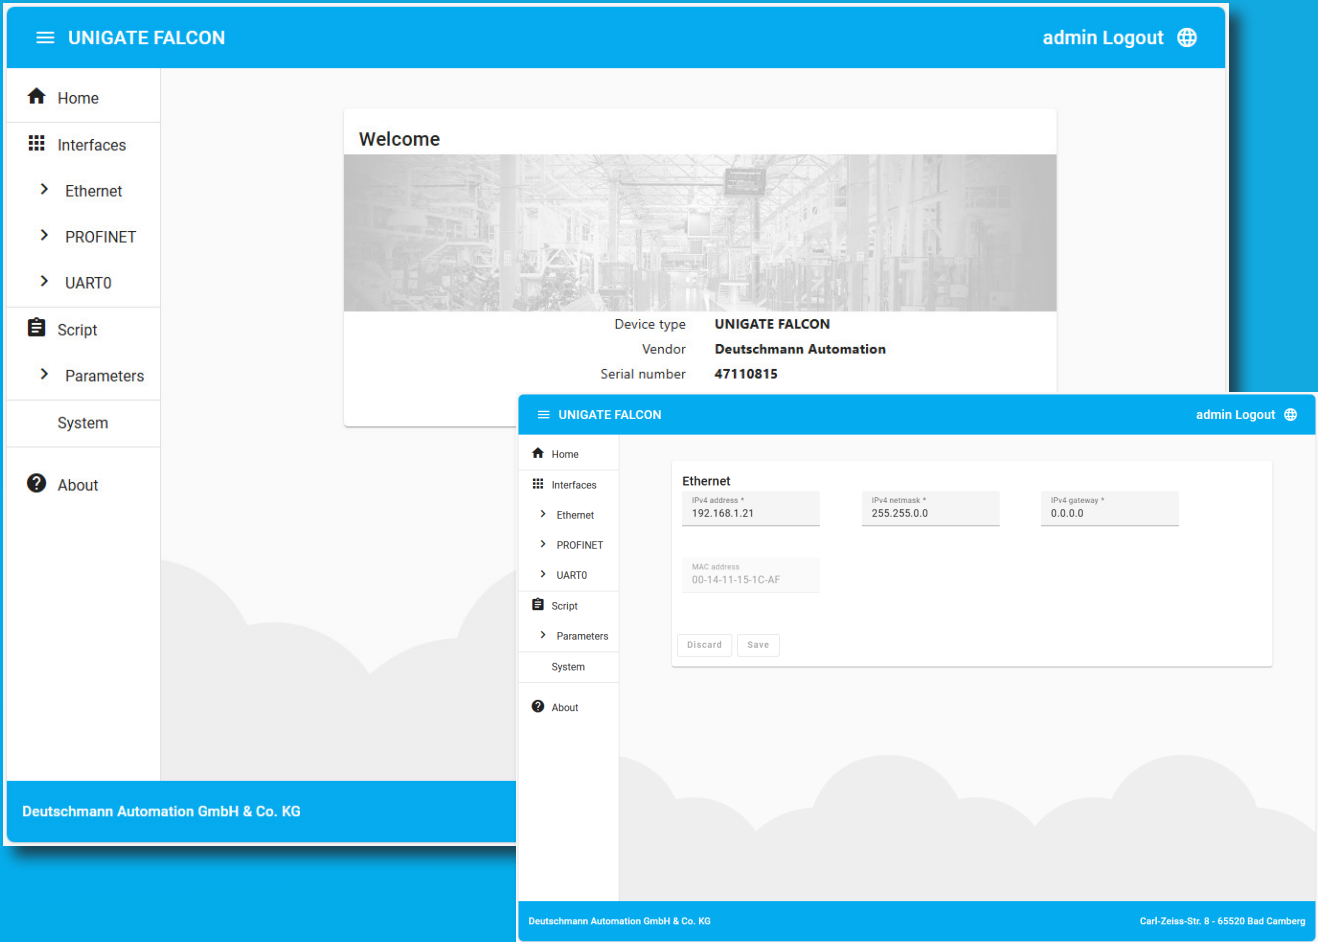 UNIGATE FALCON
admin Logout
Home
Interfaces
Ethernet
PROFINET
UART0
Script
Parameters
System
About
Welcome
Device type UNIGATE FALCON
Vendor Deutschmann Automation
Serial number 47110815
Deutschmann Automation GmbH & Co. KG
UNIGATE FALCON
admin Logout
Home
Interfaces
Ethernet
PROFINET
UART0
Script
Parameters
System
About
Ethernet
IPv4 address *
192.168.1.21
IPv4 netmask *
255.255.0.0
IPv4 gateway *
0.0.0.0
MAC address
00-14-11-15-1C-AF
Discard
Save
Deutschmann Automation GmbH & Co. KG
Carl-Zeiss-Str. 8 - 65520 Bad Camberg